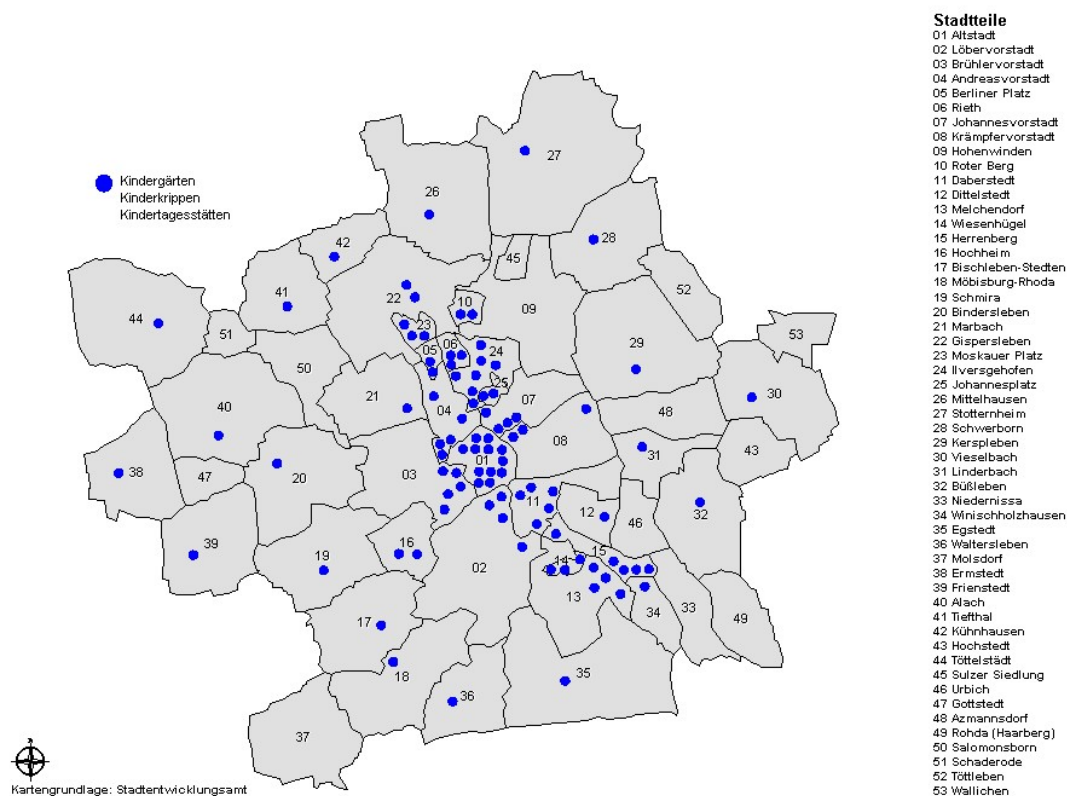 Stadtteile
01 Altstadt
02 Löbervorstadt
03 Brühlervorstadt
04 Andreasvorstadt
05 Berliner Platz
06 Rieth
07 Johannesvorstadt
08 Krämpfervorstadt
09 Hohenwinden
10 Roter Berg
11 Daberstedt
12 Dittelstedt
13 Melchendorf
14 Wiesenhügel
15 Herrenberg
16 Hochheim
17 Bischleben-Stedten
18 Möbisburg-Rhoda
19 Schmira
20 Bindersleben
21 Marbach
22 Gispersleben
23 Moskauer Platz
24 Ilversgehofen
25 Johannesplatz
26 Mittelhausen
27 Stotternheim
28 Schwerborn
29 Kerspleben
30 Vieselbach
31 Linderbach
32 Büßleben
33 Niedernissa
34 Winischholzhausen
35 Egstedt
36 Waltersleben
37 Molsdorf
38 Ermstedt
39 Frienstedt
40 Alach
41 Tiefthal
42 Kühnhausen
43 Hochstedt
44 Töttelstädt
45 Sulzer Siedlung
46 Urbich
47 Gottstedt
48 Azmannsdorf
49 Rohda (Haarberg)
50 Salomonsborn
51 Schaderode
52 Töttleben
53 Wallichen
Kindergärten
Kinderkrippen
Kindertagesstätten
27
26
28
42
45
52
41
22
10
09
44
23
51
53
05
06
24
29
50
25
30
21
04
07
40
48
08
43
31
01
38
47
20
03
11
32
12
46
16
15
39
19
14
02
13
33
34
49
17
35
18
36
37
Kartengrundlage: Stadtentwicklungsamt